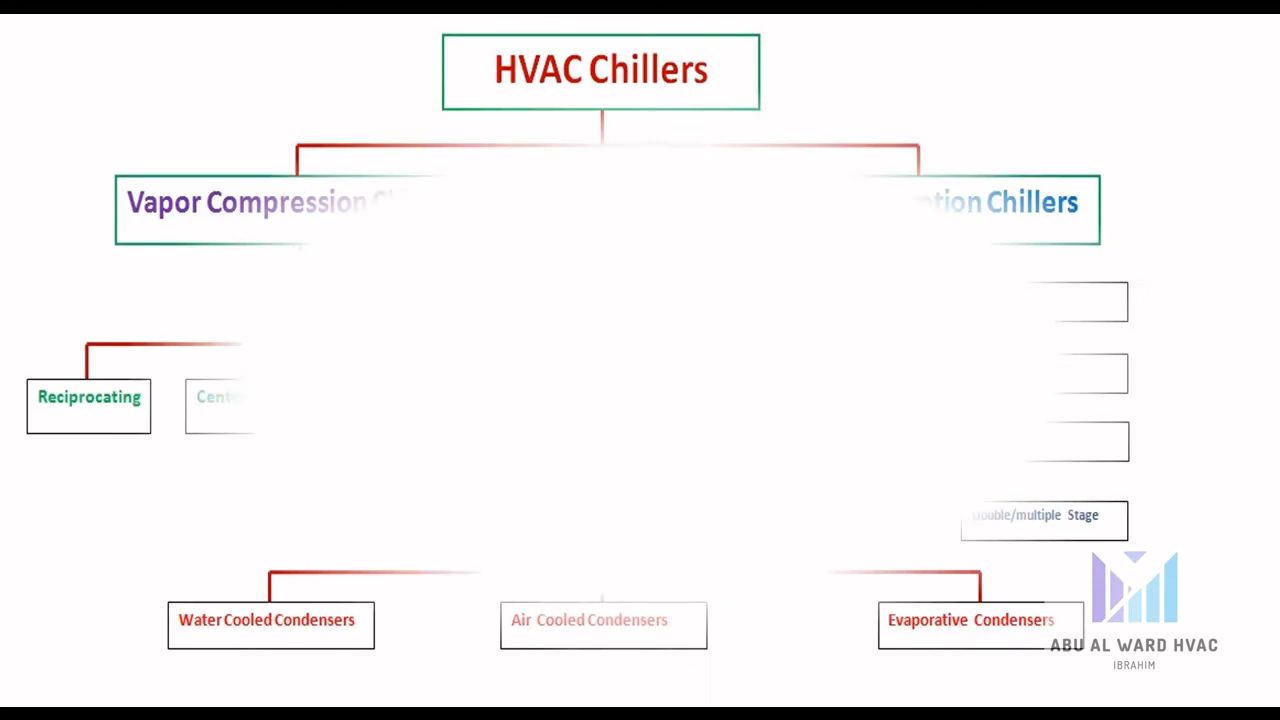 HVAC Chillers
Vapor Compression
Chillers
Reciprocating
Double/multiple Stage
Water Cooled Condensers
Air Cooled Condensers
Evaporative Condensers
ABU AL WARD HVAC
IBRAHIM